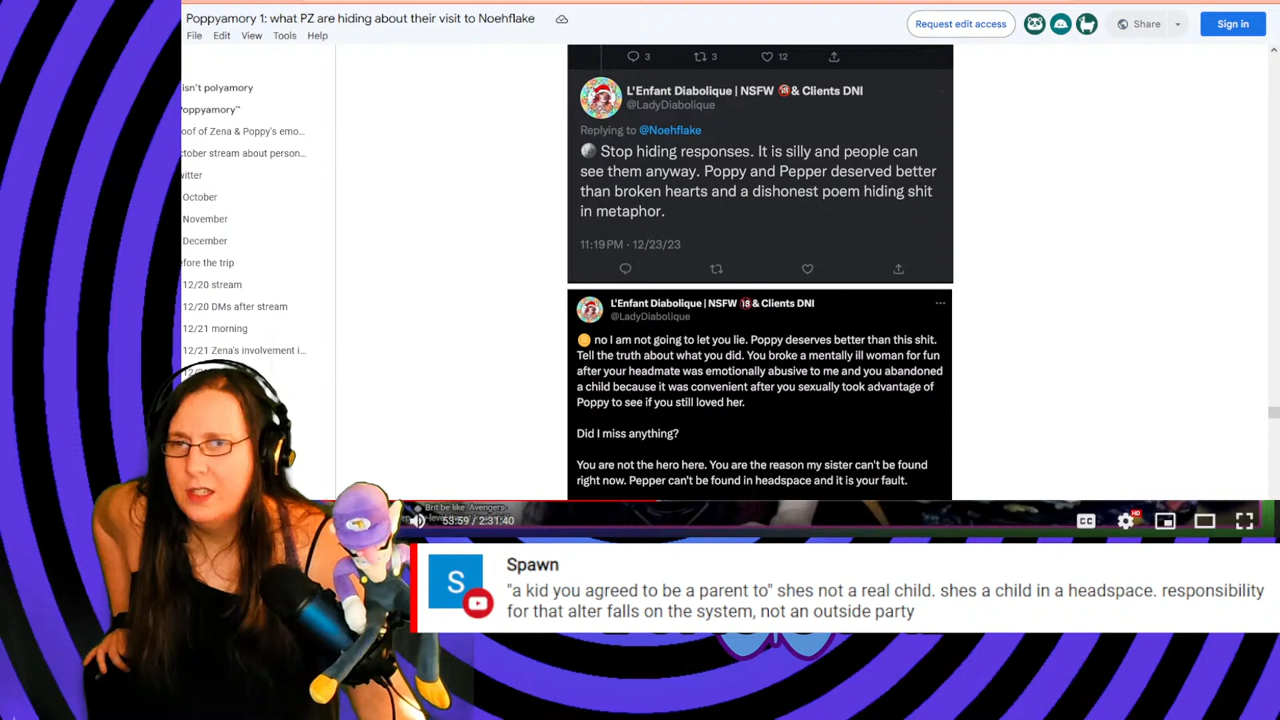 Poppyamory 1: what PZ are hiding about their visit to Noehflake
File Edit View Tools Help
Request edit access
Share
Sign in
isn't polyamory
Poppyamory™
oof of Zena & Poppy's emo...
ctober stream about person...
witter
October
November
December
efore the trip
12/20 stream
12/20 DMs after stream
12/21 morning
12/21 Zena's involvement i...
3 3 12
L'Enfant Diabolique | NSFW 🔞& Clients DNI
@LadyDiabolique
Replying to @Noehflake
Stop hiding responses. It is silly and people can
see them anyway. Poppy and Pepper deserved better
than broken hearts and a dishonest poem hiding shit
in metaphor.
11:19 PM · 12/23/23
L'Enfant Diabolique | NSFW 🔞& Clients DNI
@LadyDiabolique
no I am not going to let you lie. Poppy deserves better than this shit.
Tell the truth about what you did. You broke a mentally ill woman for fun
after your headmate was emotionally abusive to me and you abandoned
a child because it was convenient after you sexually took advantage of
Poppy to see if you still loved her.
Did I miss anything?
You are not the hero here. You are the reason my sister can't be found
right now. Pepper can't be found in headspace and it is your fault.
Brit be like 'Avengers-
53:59 / 2:31:40
CC
HD
S
Spawn
"a kid you agreed to be a parent to" shes not a real child. shes a child in a headspace. responsibility
for that alter falls on the system, not an outside party